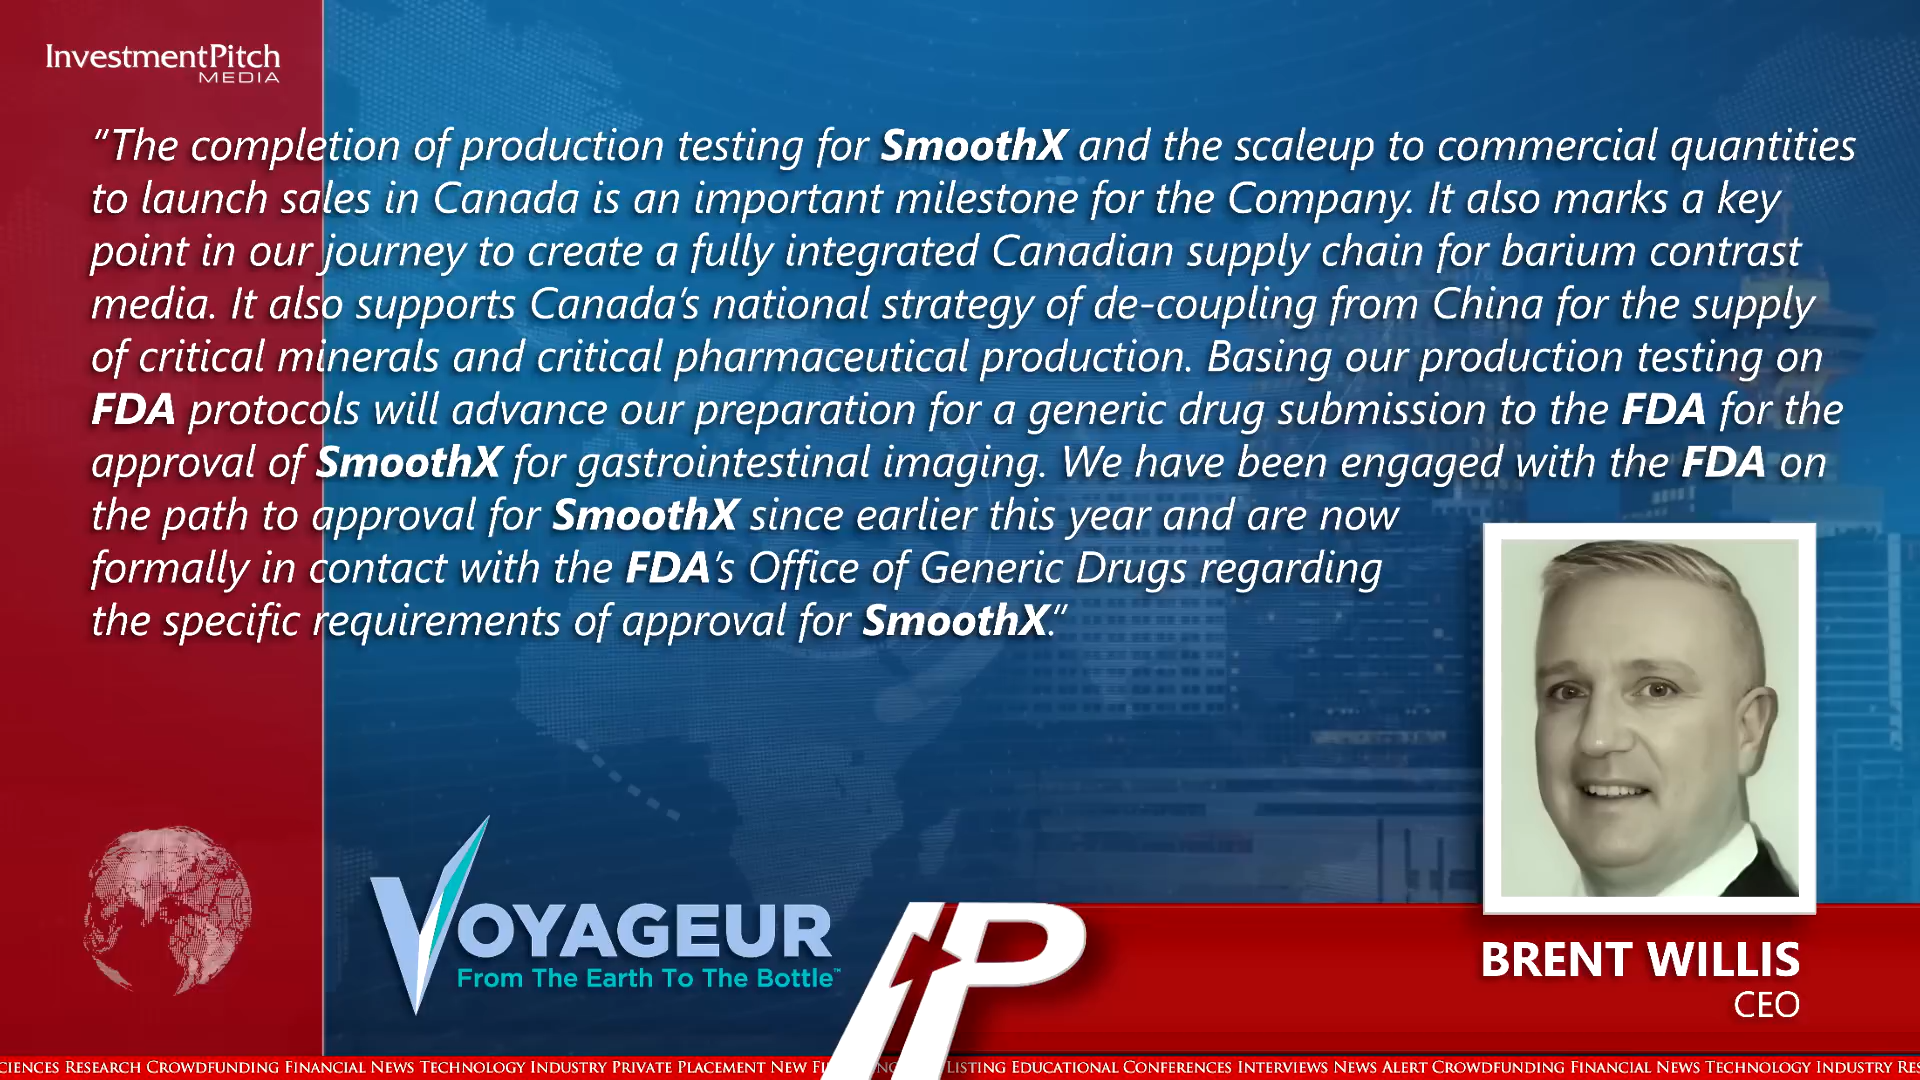 InvestmentPitch
MEDIA
“The completion of production testing for SmoothX and the scaleup to commercial quantities
to launch sales in Canada is an important milestone for the Company. It also marks a key
point in our journey to create a fully integrated Canadian supply chain for barium contrast
media. It also supports Canada’s national strategy of de-coupling from China for the supply
of critical minerals and critical pharmaceutical production. Basing our production testing on
FDA protocols will advance our preparation for a generic drug submission to the FDA for the
approval of SmoothX for gastrointestinal imaging. We have been engaged with the FDA on
the path to approval for SmoothX since earlier this year and are now
formally in contact with the FDA’s Office of Generic Drugs regarding
the specific requirements of approval for SmoothX.”
VOYAGEUR
From The Earth To The Bottle™
IP
BRENT WILLIS
CEO
SCIENCES RESEARCH CROWDFUNDING FINANCIAL NEWS TECHNOLOGY INDUSTRY PRIVATE PLACEMENT NEW LISTING EDUCATIONAL CONFERENCES INTERVIEWS NEWS ALERT CROWDFUNDING FINANCIAL NEWS TECHNOLOGY INDUSTRY